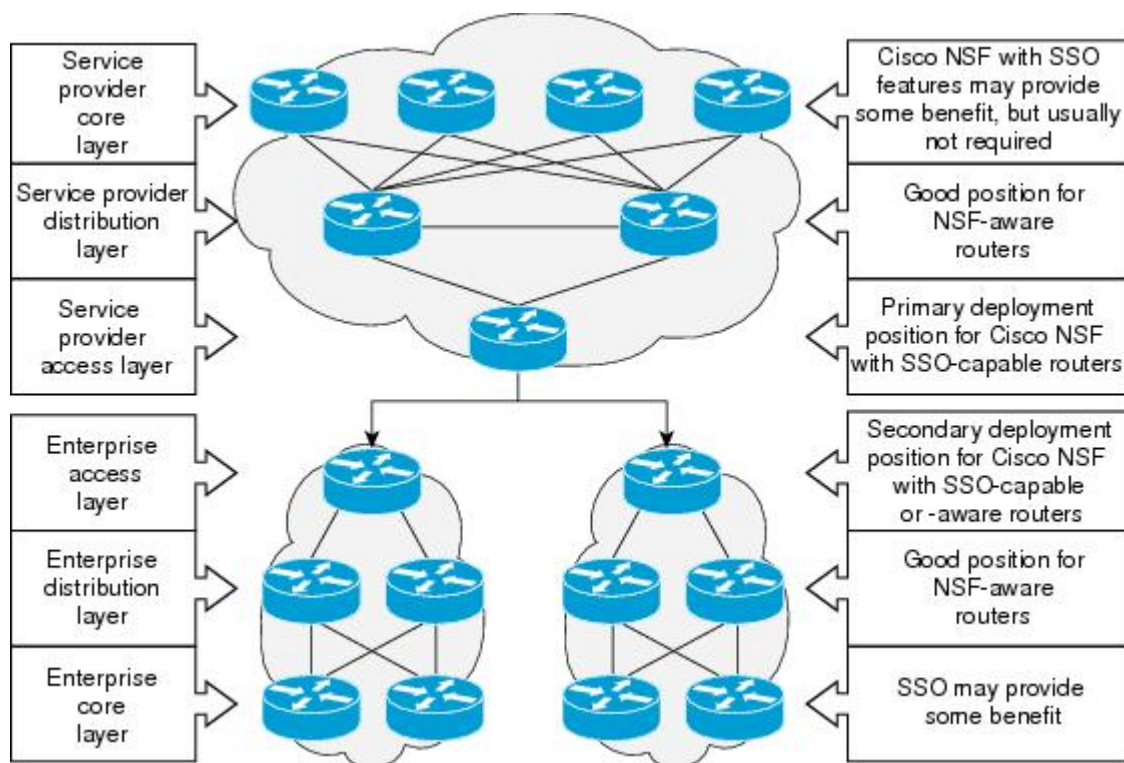 Service
provider
core
layer
Cisco NSF with SSO
features may provide
some benefit, but usually
not required
Service provider
distribution
layer
Good position for
NSF-aware
routers
Service
provider
access layer
Primary deployment
position for Cisco NSF
with SSO-capable routers
Enterprise
access
layer
Secondary deployment
position for Cisco NSF
with SSO-capable
or -aware routers
Enterprise
distribution
layer
Good position for
NSF-aware
routers
Enterprise
core
layer
SSO may provide
some benefit